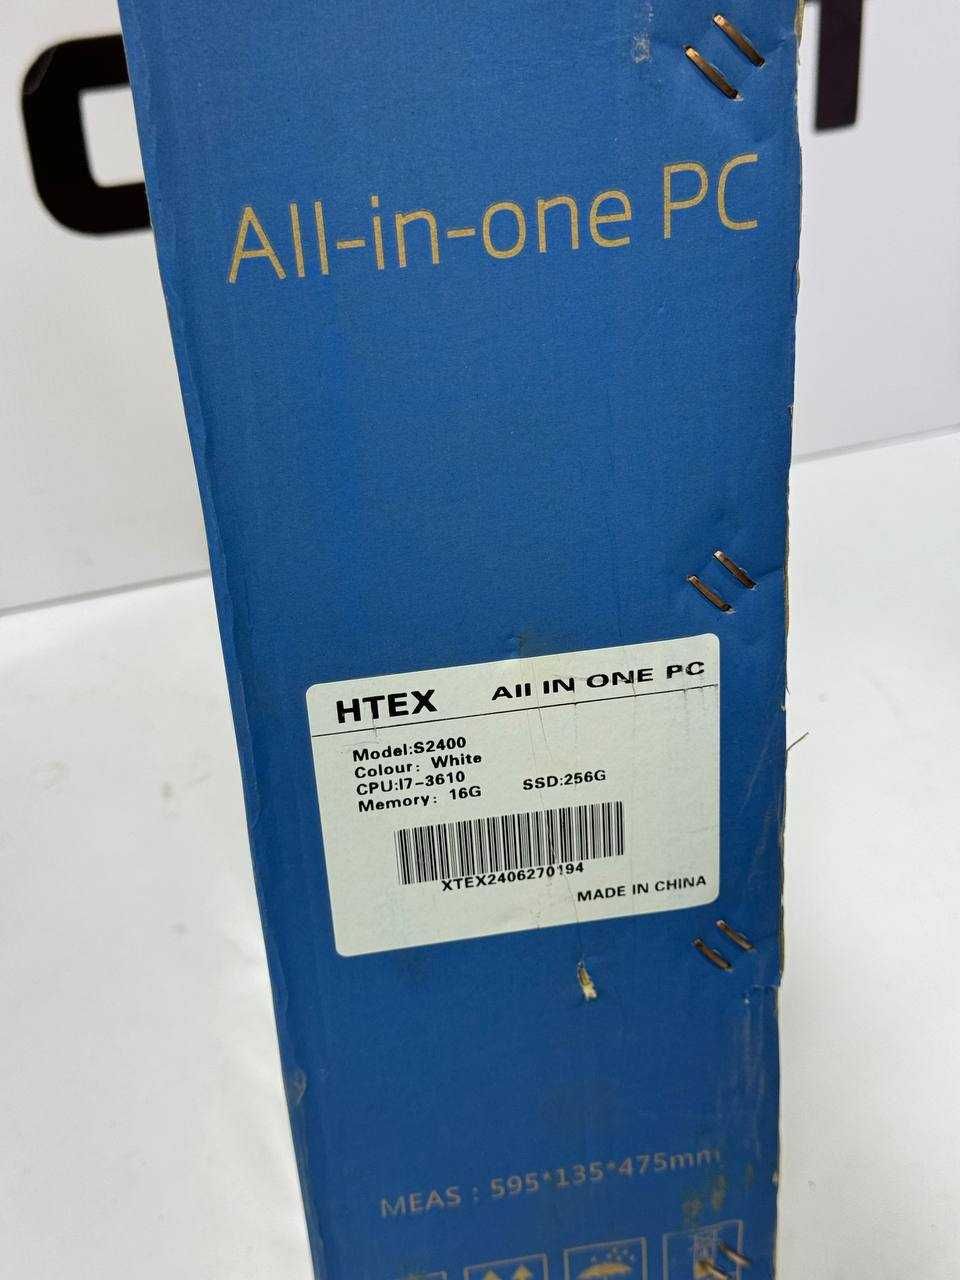 All-in-one PC
HTEX All IN ONE PC
Model:S2400
Colour: White
CPU:I7-3610
Memory: 16G SSD:256G
XTEX2406270194
MADE IN CHINA
MEAS : 595*135*475mm